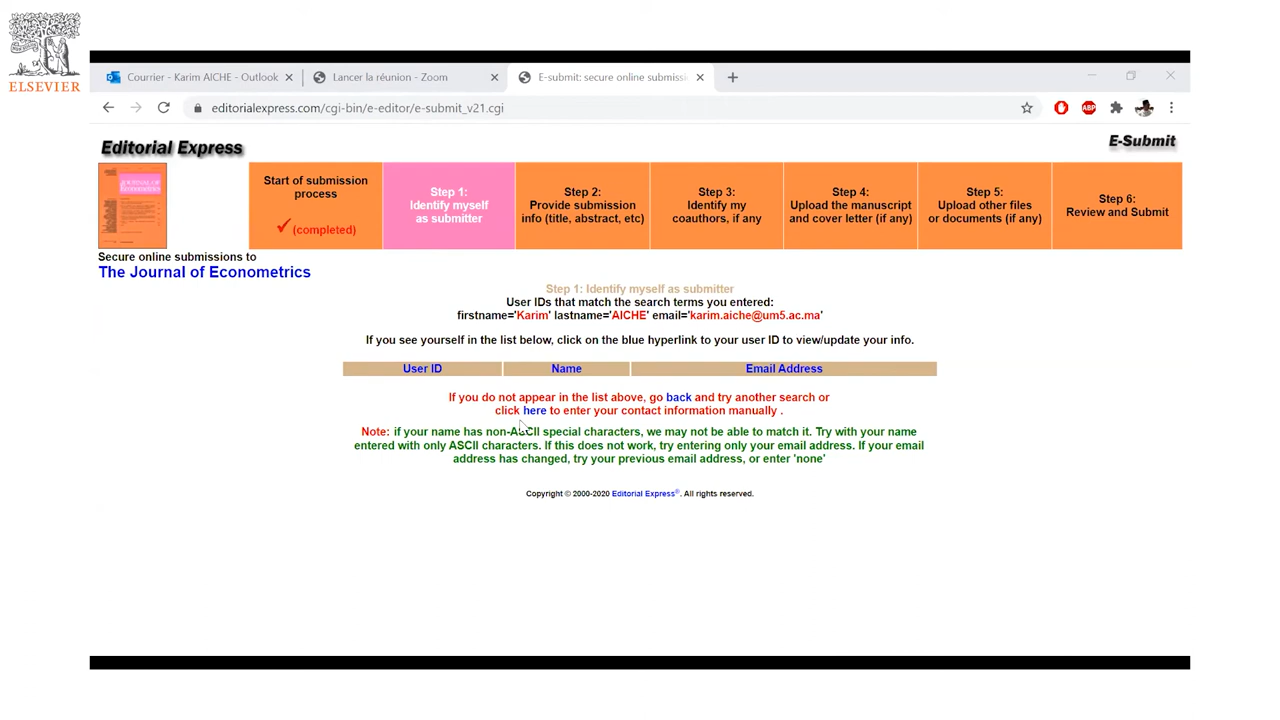 ELSEVIER
Courrier - Karim AICHE - Outlook
Lancer la réunion - Zoom
E-submit: secure online submissi
editorialexpress.com/cgi-bin/e-editor/e-submit_v21.cgi
ABP
Editorial Express
E-Submit
Start of submission
process
(completed)
Step 1:
Identify myself
as submitter
Step 2:
Provide submission
info (title, abstract, etc)
Step 3:
Identify my
coauthors, if any
Step 4:
Upload the manuscript
and cover letter (if any)
Step 5:
Upload other files
or documents (if any)
Step 6:
Review and Submit
Secure online submissions to
The Journal of Econometrics
Step 1: Identify myself as submitter
User IDs that match the search terms you entered:
firstname='Karim' lastname='AICHE' email='karim.aiche@um5.ac.ma'
If you see yourself in the list below, click on the blue hyperlink to your user ID to view/update your info.
User ID Name Email Address
If you do not appear in the list above, go back and try another search or
click here to enter your contact information manually .
Note: if your name has non-ASCII special characters, we may not be able to match it. Try with your name
entered with only ASCII characters. If this does not work, try entering only your email address. If your email
address has changed, try your previous email address, or enter 'none'
Copyright © 2000-2020 Editorial Express®. All rights reserved.